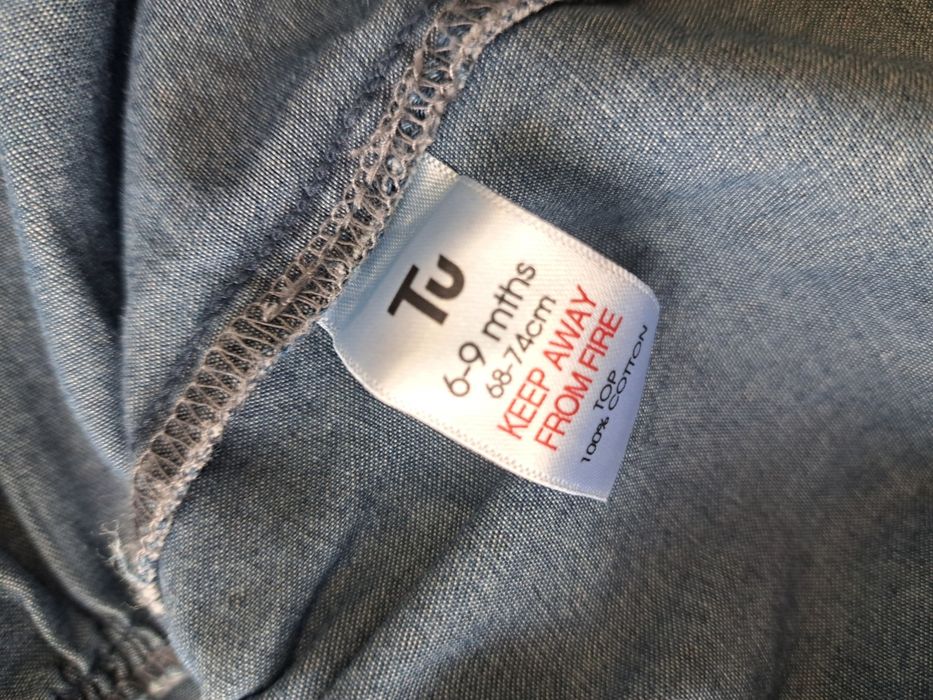 Tu
6-9 mths
68-74cm
KEEP AWAY
FROM FIRE
100% TOP
COTTON